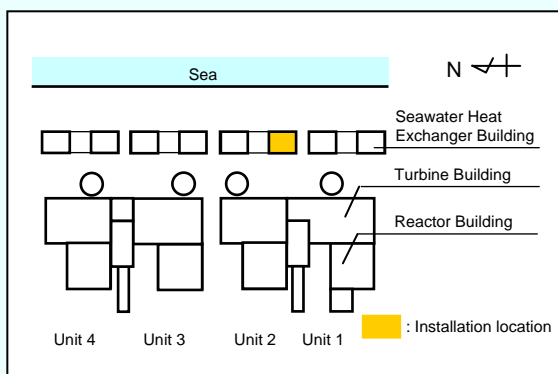 Sea
N
Seawater Heat
Exchanger Building
Turbine Building
Reactor Building
Unit 4 Unit 3 Unit 2 Unit 1
: Installation location